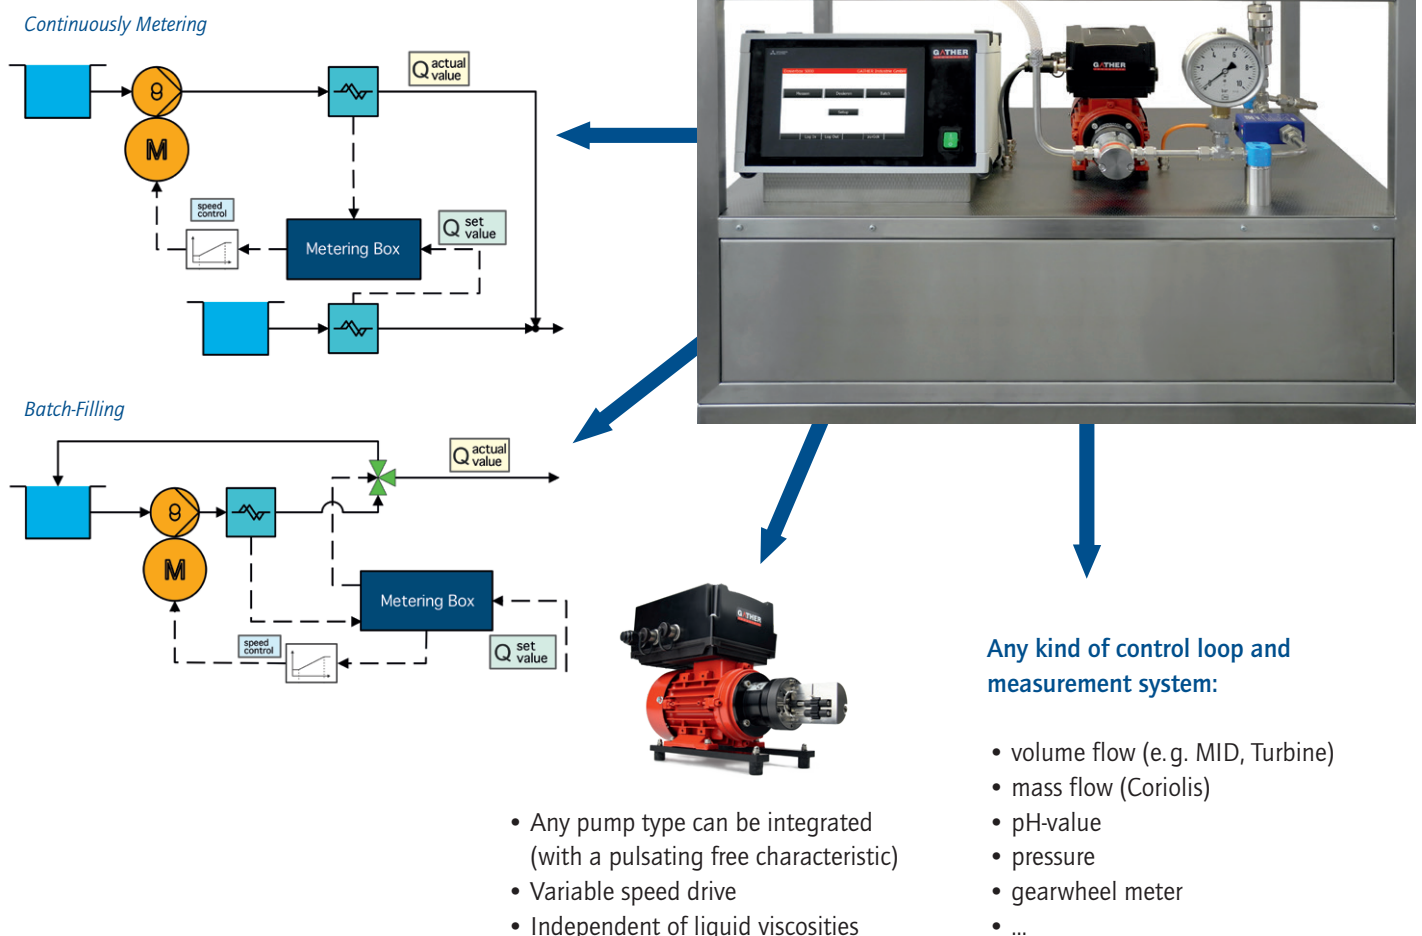 Continuously Metering
Q actual value
M
speed control
Metering Box
Q set value
GATHER
GATHER
Batch-Filling
Q actual value
M
Metering Box
speed control
Q set value
GATHER
Any kind of control loop and
measurement system:
• volume flow (e. g. MID, Turbine)
• mass flow (Coriolis)
• pH-value
• pressure
• gearwheel meter
• ...
• Any pump type can be integrated
(with a pulsating free characteristic)
• Variable speed drive
• Independent of liquid viscosities